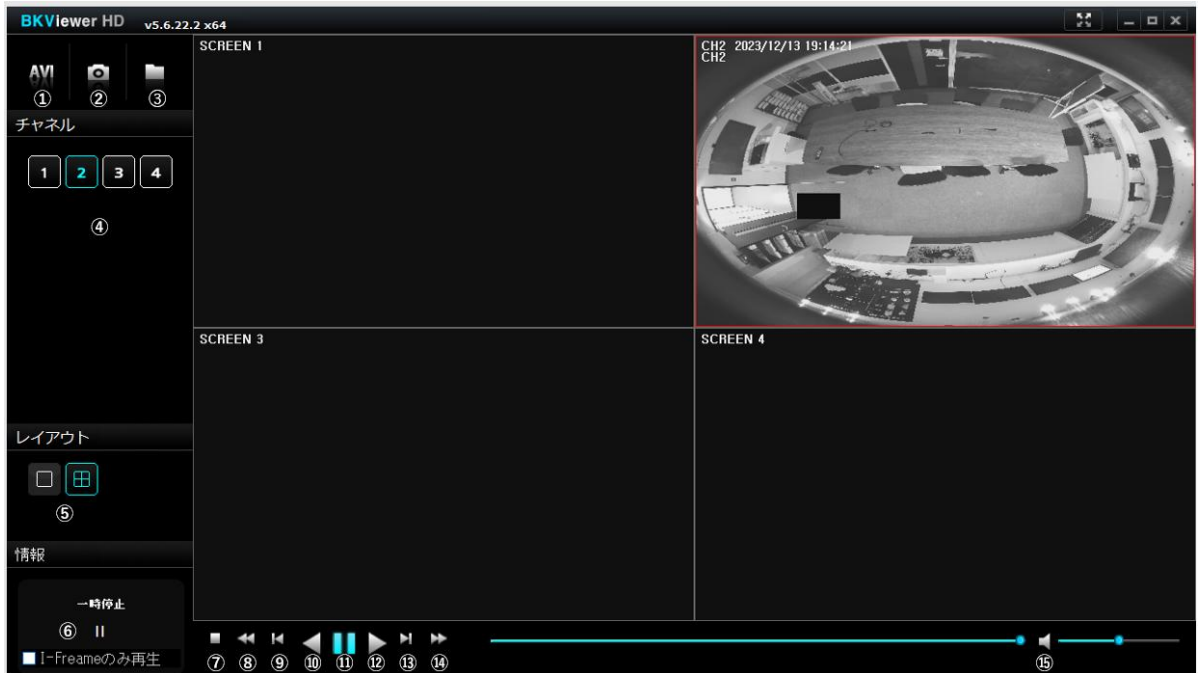 BKViewer HD v5.6.22.2 x64
AVI
① ② ③
チャネル
1 2 3 4
④
レイアウト
⑤
情報
一時停止
⑥
I-Freameのみ再生
SCREEN 1
CH2 2023/12/13 19:14:21
CH2
SCREEN 3
SCREEN 4
⑦ ⑧ ⑨ ⑩ ⑪ ⑫ ⑬ ⑭ ⑮